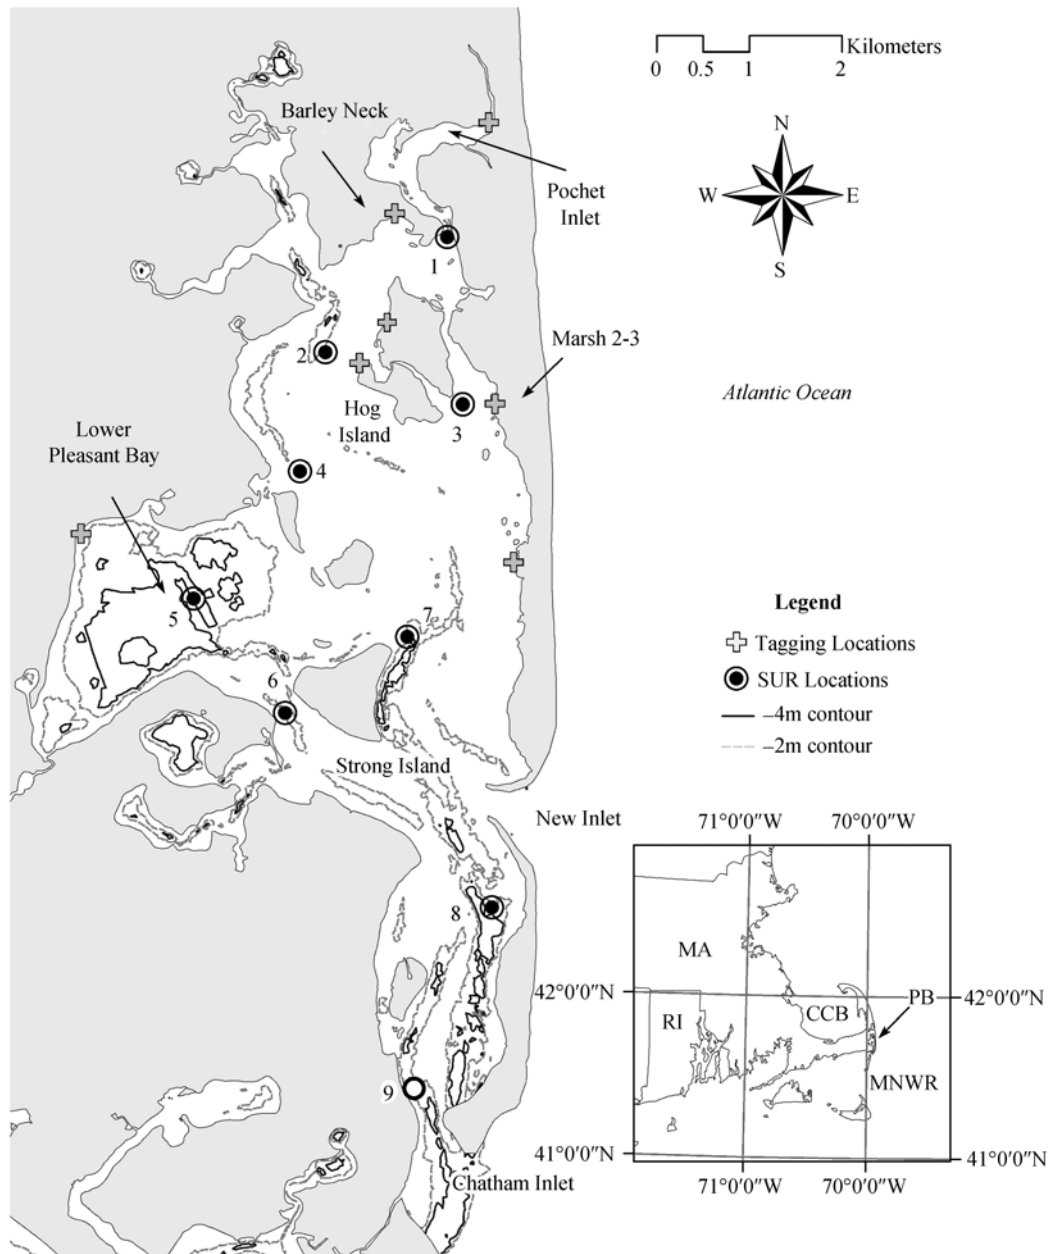 Kilometers
0 0.5 1 2
Barley Neck
Pochet
Inlet
N
W E
S
1
2
Marsh 2-3
Atlantic Ocean
Hog
Island
3
Lower
Pleasant Bay
4
5
7
6
Legend
Tagging Locations
SUR Locations
–4m contour
–2m contour
Strong Island
New Inlet
8
9
Chatham Inlet
71°0′0″W 70°0′0″W
MA
42°0′0″N
PB
42°0′0″N
CCB
RI
MNWR
41°0′0″N
41°0′0″N
71°0′0″W 70°0′0″W